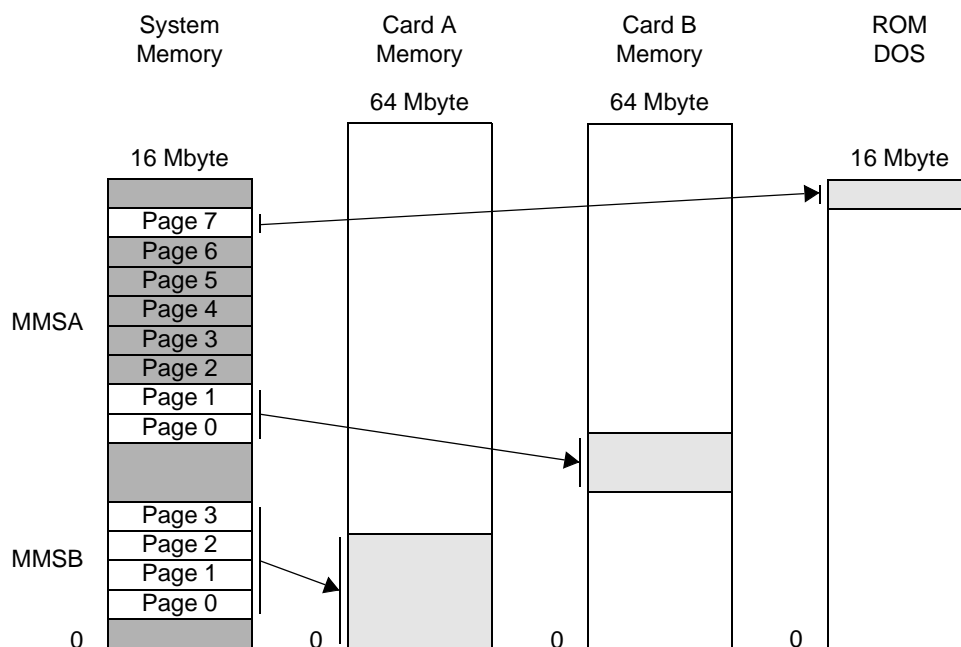 System
Memory
Card A
Memory
Card B
Memory
ROM
DOS
64 Mbyte
64 Mbyte
16 Mbyte
16 Mbyte
Page 7
Page 6
Page 5
Page 4
MMSA
Page 3
Page 2
Page 1
Page 0
Page 3
Page 2
MMSB
Page 1
Page 0
0
0
0
0